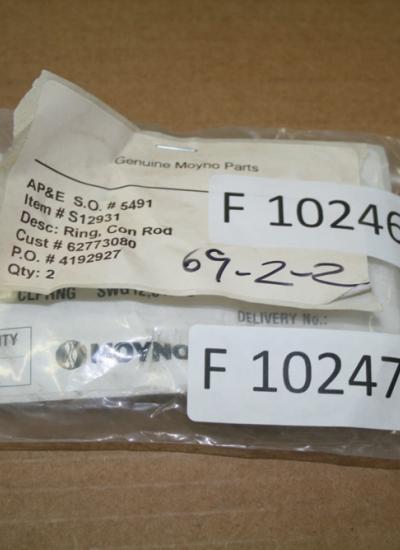 Genuine Moyno Parts
AP&E S.O. # 5491
Item # S12931
Desc: Ring, Con Rod
Cust # 62773080
P.O. # 4192927
Qty: 2
F 10246
69-2-2
DELIVERY No.:
MOYNO
F 10247